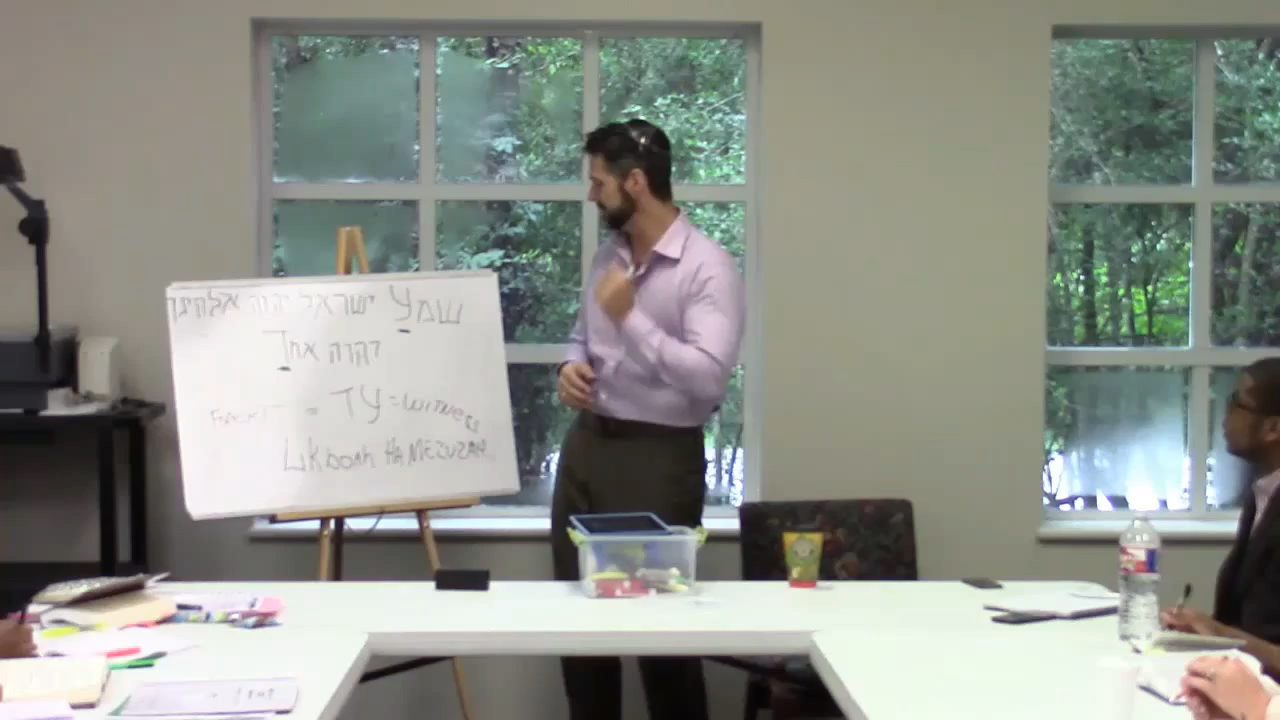 שמע ישראל יהוה אלהינו
יהוה אחד
= עד = WITNESS
LIKBOAH HA MEZUZAH